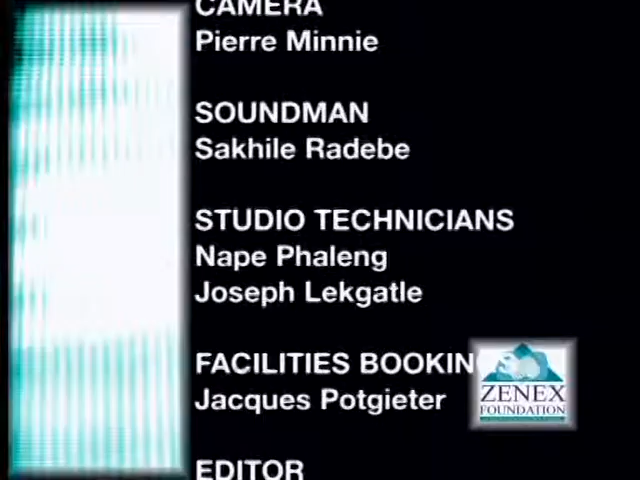 CAMERA
Pierre Minnie
SOUNDMAN
Sakhile Radebe
STUDIO TECHNICIANS
Nape Phaleng
Joseph Lekgatle
FACILITIES BOOKIN
Jacques Potgieter
ZENEX
FOUNDATION
EDITOR